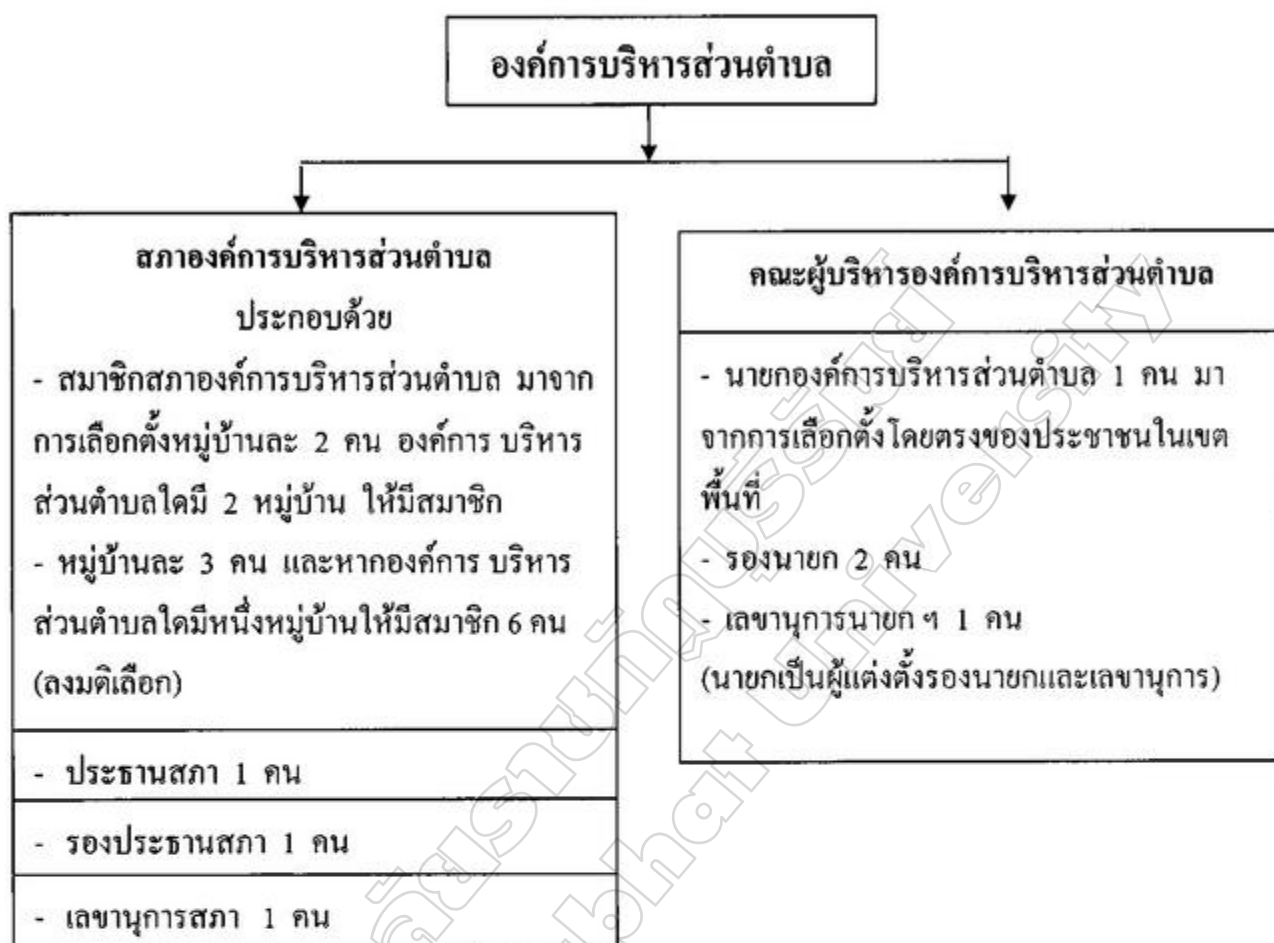 องค์การบริหารส่วนตำบล
สภาองค์การบริหารส่วนตำบล
ประกอบด้วย
- สมาชิกสภาองค์การบริหารส่วนตำบล มาจาก
การเลือกตั้งหมู่บ้านละ 2 คน องค์การ บริหาร
ส่วนตำบลใดมี 2 หมู่บ้าน ให้มีสมาชิก
- หมู่บ้านละ 3 คน และหากองค์การ บริหาร
ส่วนตำบลใดมีหนึ่งหมู่บ้านให้มีสมาชิก 6 คน
(ลงมติเลือก)
- ประธานสภา 1 คน
- รองประธานสภา 1 คน
- เลขานุการสภา 1 คน
คณะผู้บริหารองค์การบริหารส่วนตำบล
- นายกองค์การบริหารส่วนตำบล 1 คน มา
จากการเลือกตั้งโดยตรงของประชาชนในเขต
พื้นที่
- รองนายก 2 คน
- เลขานุการนายก ฯ 1 คน
(นายกเป็นผู้แต่งตั้งรองนายกและเลขานุการ)
University